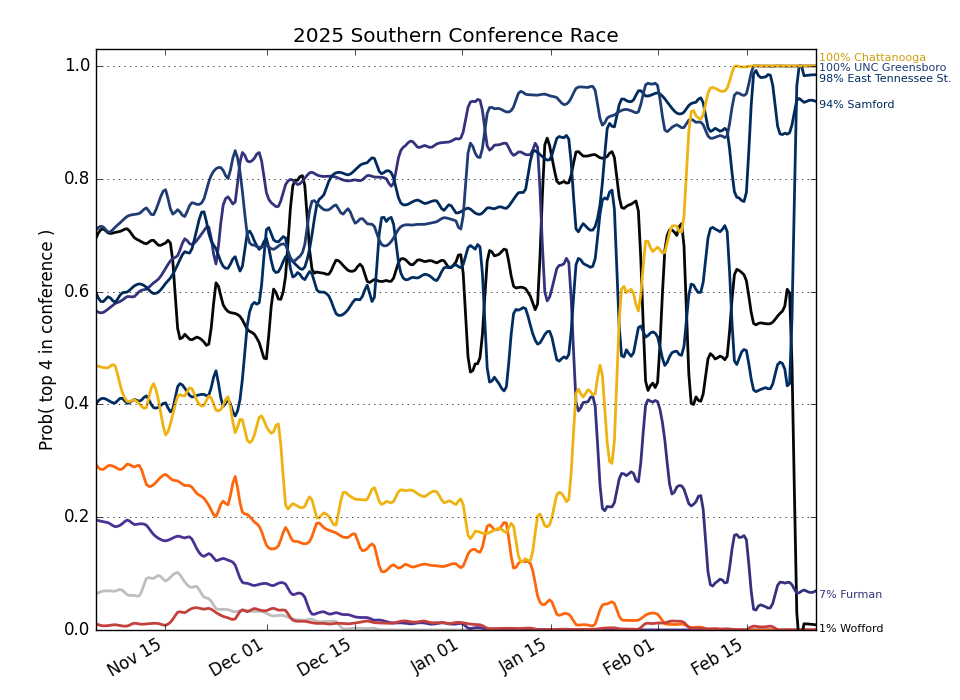 2025 Southern Conference Race
Prob( top 4 in conference )
1.0
0.8
0.6
0.4
0.2
0.0
Nov 15
Dec 01
Dec 15
Jan 01
Jan 15
Feb 01
Feb 15
100% Chattanooga
100% UNC Greensboro
98% East Tennessee St.
94% Samford
7% Furman
1% Wofford